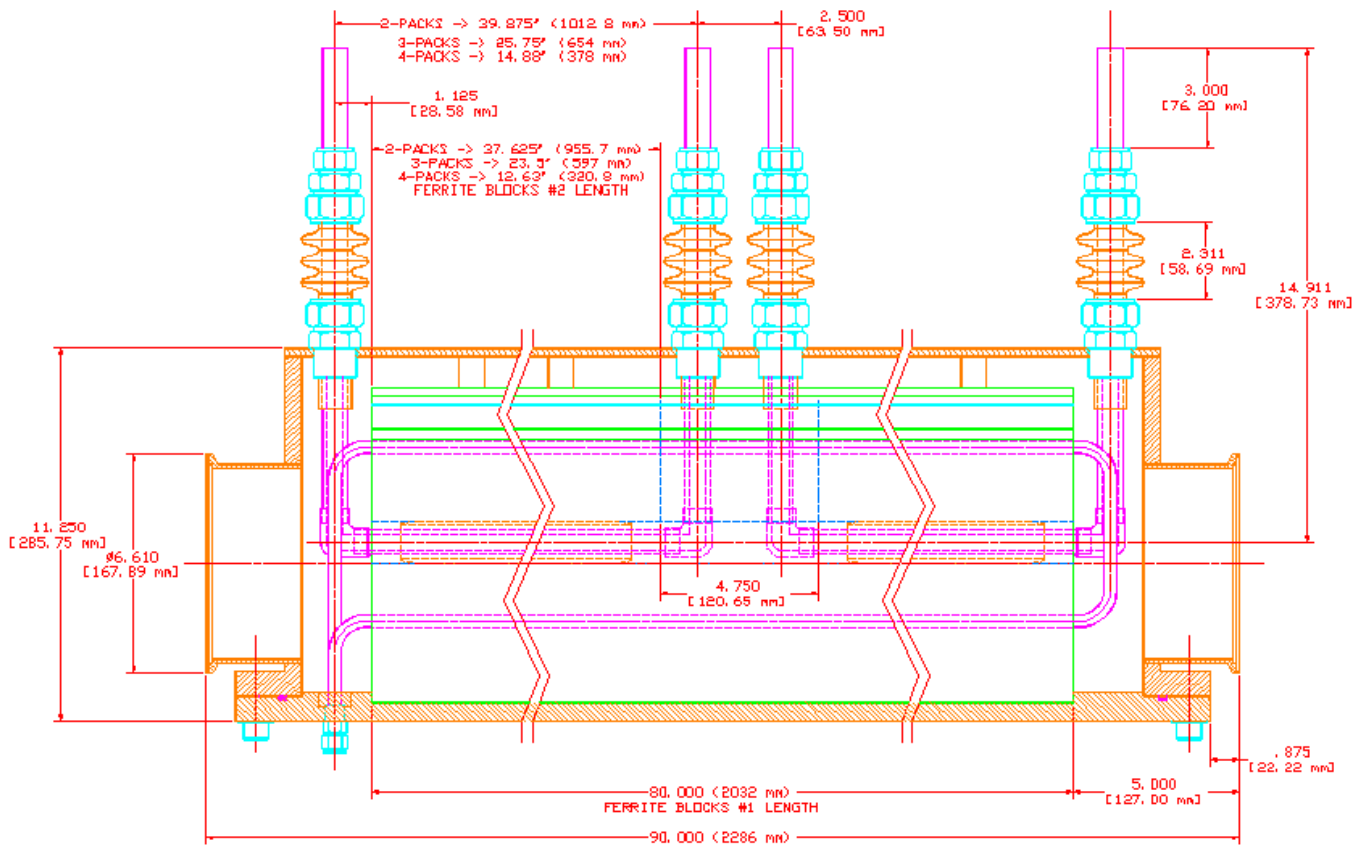 2-PACKS -> 39.875" (1012.8 mm)
3-PACKS -> 25.75" (654 mm)
4-PACKS -> 14.88" (378 mm)
2.500
[63.50 mm]
1.125
[28.58 mm]
3.000
[76.20 mm]
2-PACKS -> 37.625" (955.7 mm)
3-PACKS -> 23.5" (597 mm)
4-PACKS -> 12.63" (320.8 mm)
FERRITE BLOCKS #2 LENGTH
2.311
[58.69 mm]
14.911
[378.73 mm]
11.250
[285.75 mm]
ø6.610
[167.89 mm]
4.750
[120.65 mm]
.875
[22.22 mm]
80.000 (2032 mm)
FERRITE BLOCKS #1 LENGTH
5.000
[127.00 mm]
90.000 (2286 mm)